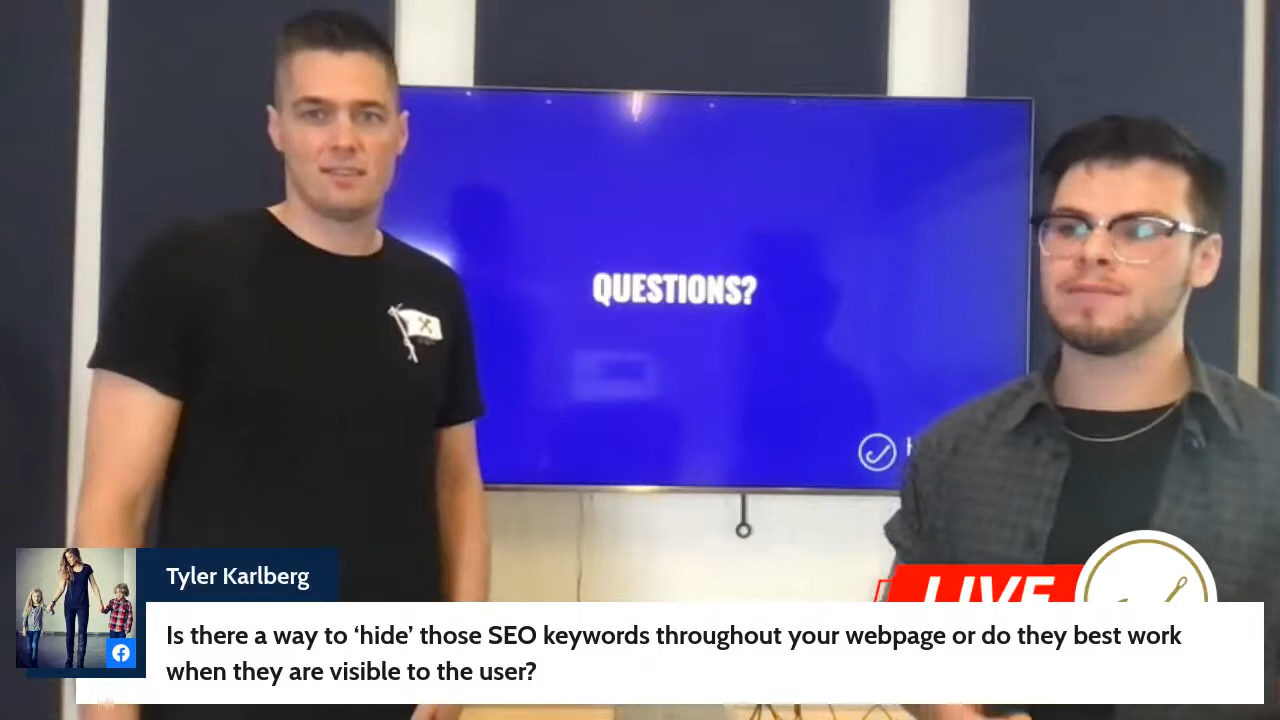 QUESTIONS?
Tyler Karlberg
LIVE
Is there a way to ‘hide’ those SEO keywords throughout your webpage or do they best work
when they are visible to the user?